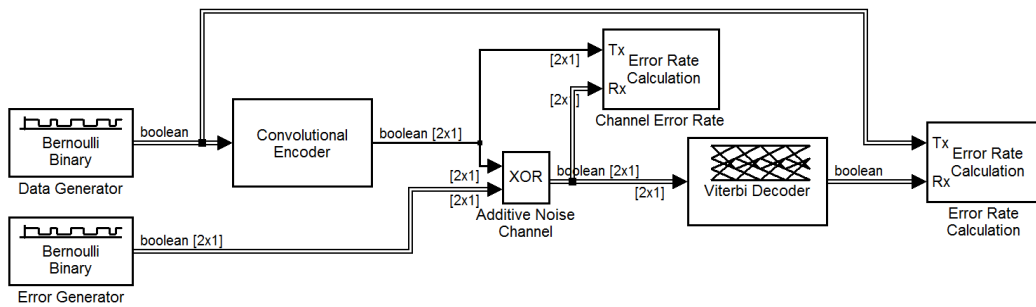 [2x1]
Tx
Error Rate
Calculation
Rx
[2x1]
Channel Error Rate
Bernoulli
Binary
boolean
Data Generator
Convolutional
Encoder
boolean [2x1]
Tx
Error Rate
Calculation
Rx
Error Rate
Calculation
[2x1]
XOR
[2x1]
boolean [2x1]
[2x1]
Additive Noise
Channel
Viterbi Decoder
boolean
Bernoulli
Binary
boolean [2x1]
Error Generator